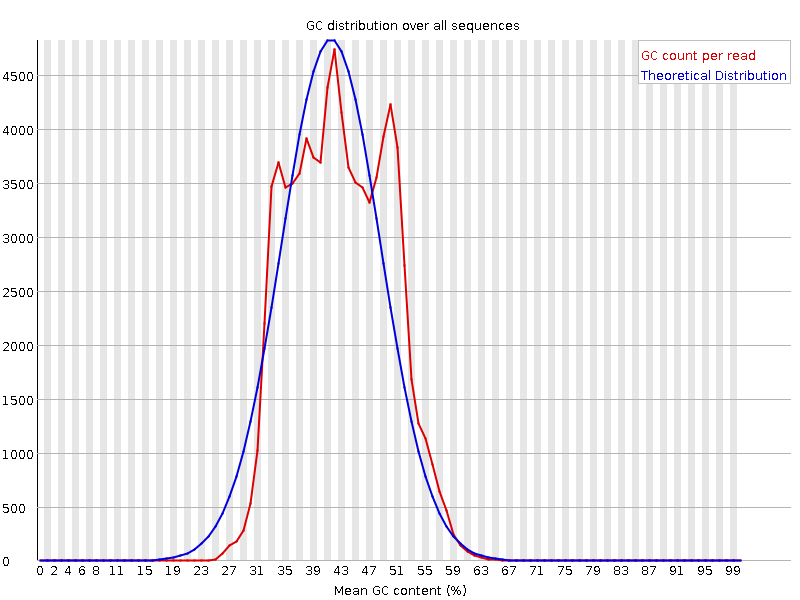 GC distribution over all sequences
GC count per read
Theoretical Distribution
4500
4000
3500
3000
2500
2000
1500
1000
500
0
0 2 4 6 8 11 15 19 23 27 31 35 39 43 47 51 55 59 63 67 71 75 79 83 87 91 95 99
Mean GC content (%)